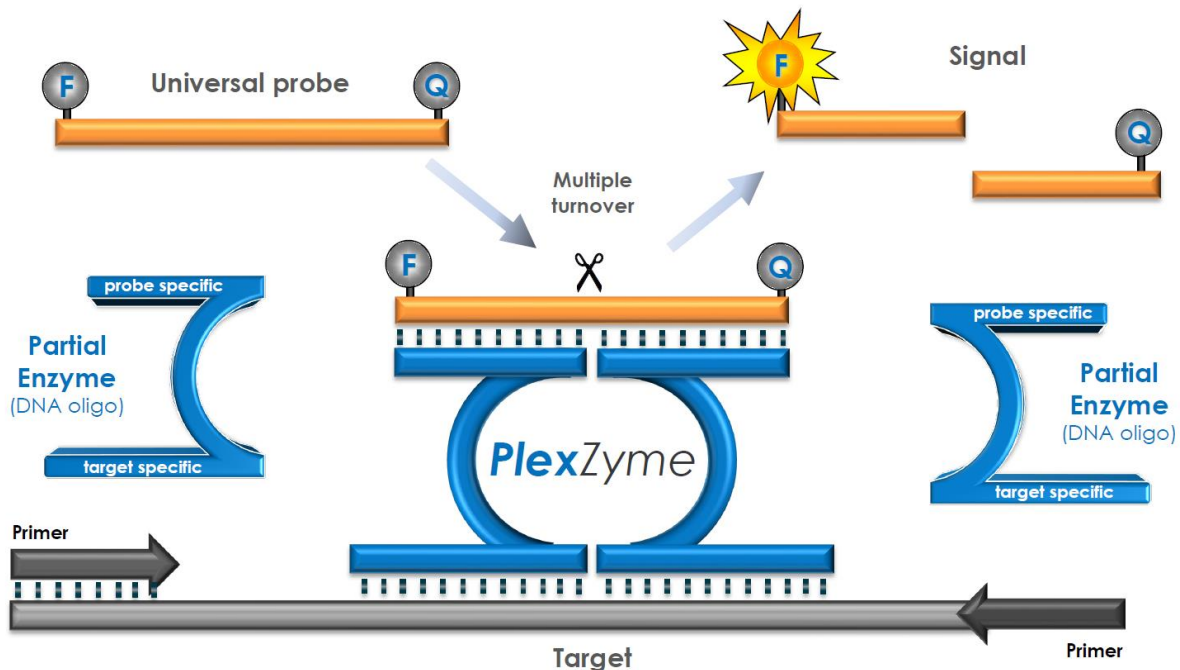 Universal probe
F
Q
Signal
F
Q
Multiple
turnover
F
Q
probe specific
Partial
Enzyme
(DNA oligo)
target specific
PlexZyme
probe specific
Partial
Enzyme
(DNA oligo)
target specific
Primer
Target
Primer